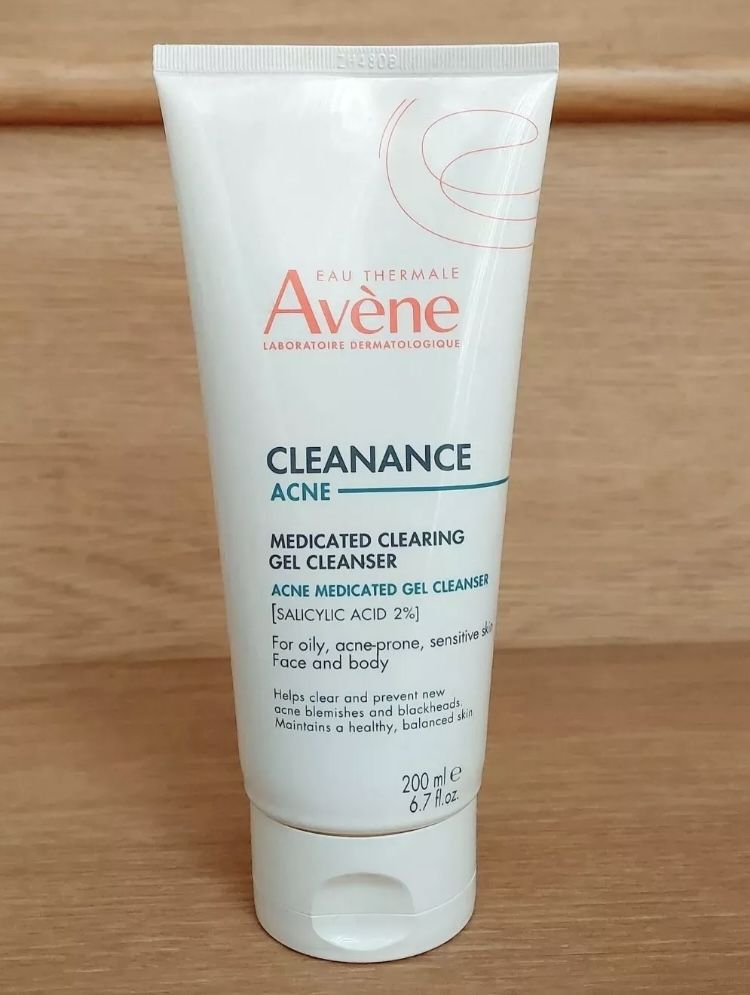 EAU THERMALE
Avène
LABORATOIRE DERMATOLOGIQUE
CLEANANCE
ACNE
MEDICATED CLEARING
GEL CLEANSER
ACNE MEDICATED GEL CLEANSER
[SALICYLIC ACID 2%]
For oily, acne-prone, sensitive skin
Face and body
Helps clear and prevent new
acne blemishes and blackheads.
Maintains a healthy, balanced skin
200 ml e
6.7 fl.oz.